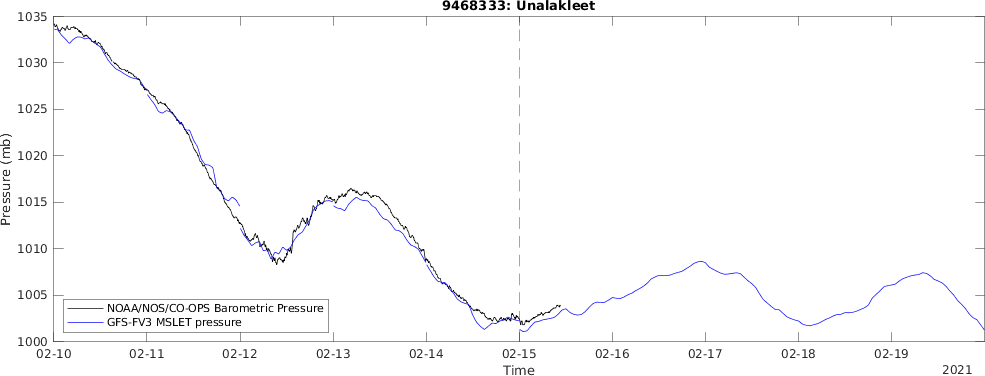 9468333: Unalakleet
Pressure (mb)
1035
1030
1025
1020
1015
1010
1005
1000
NOAA/NOS/CO-OPS Barometric Pressure
GFS-FV3 MSLET pressure
02-10 02-11 02-12 02-13 02-14 02-15 02-16 02-17 02-18 02-19
Time
2021